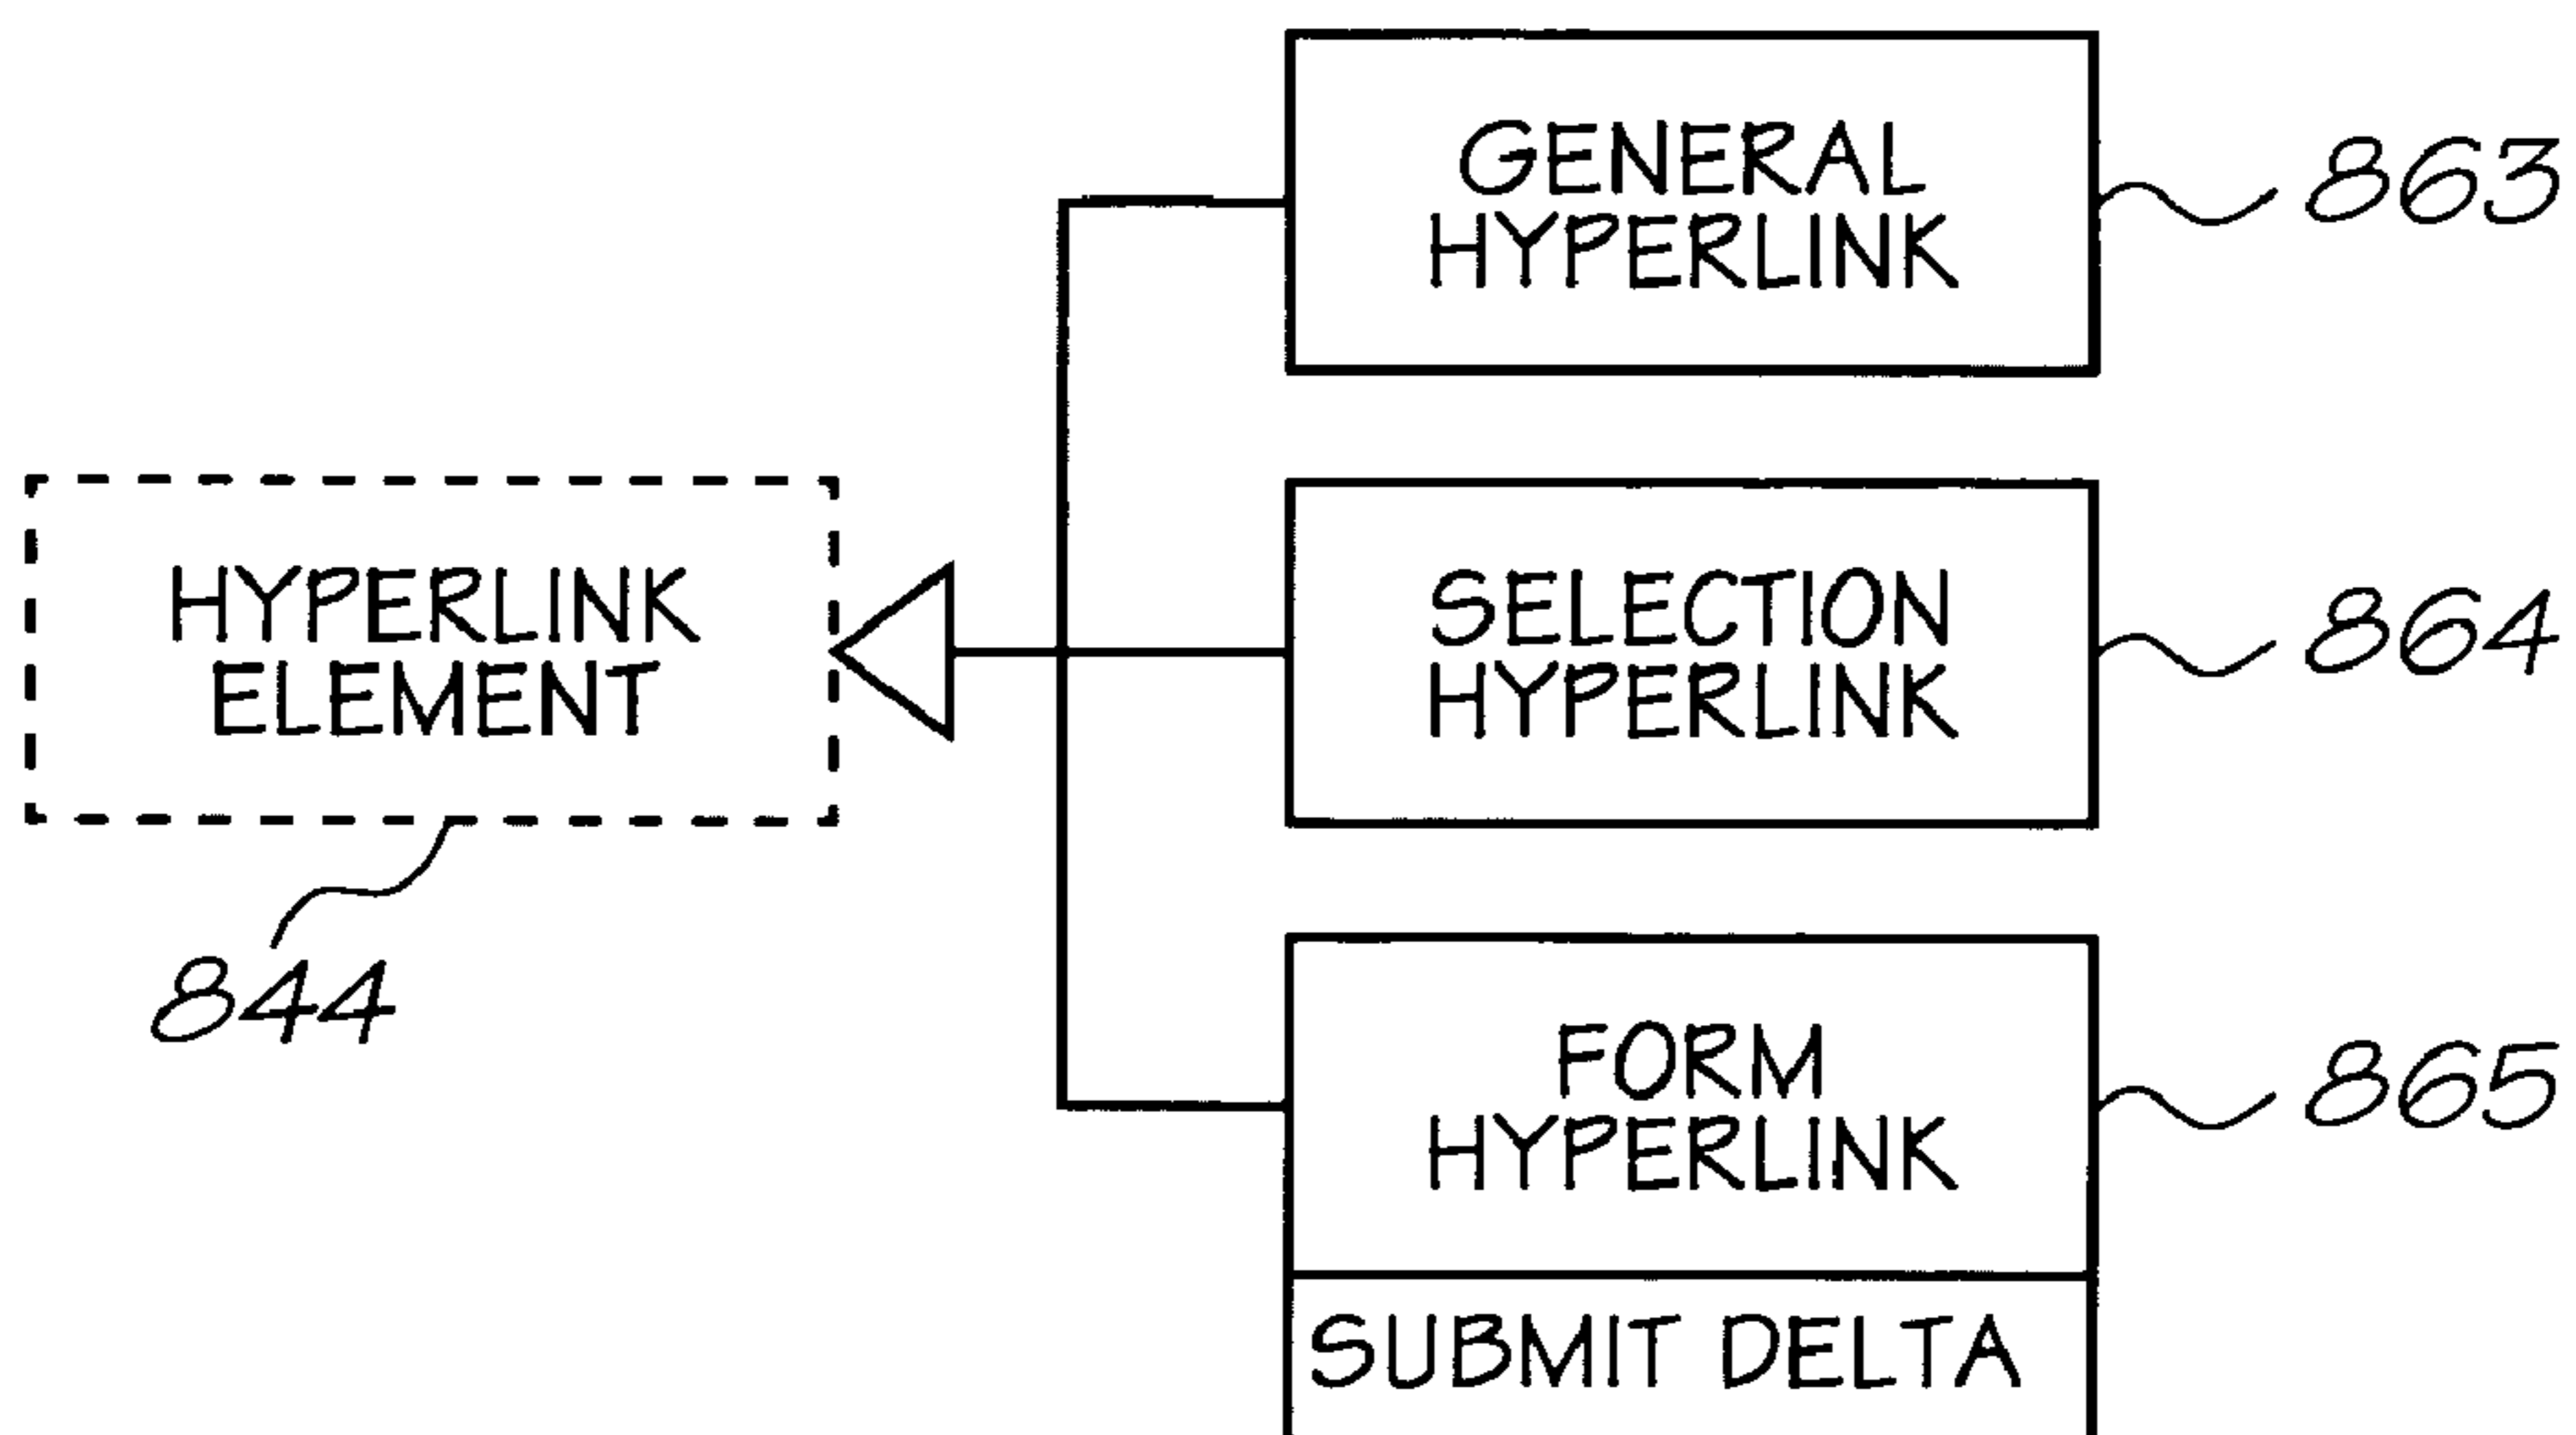 GENERAL
HYPERLINK
863
HYPERLINK
ELEMENT
844
SELECTION
HYPERLINK
864
FORM
HYPERLINK
865
SUBMIT DELTA